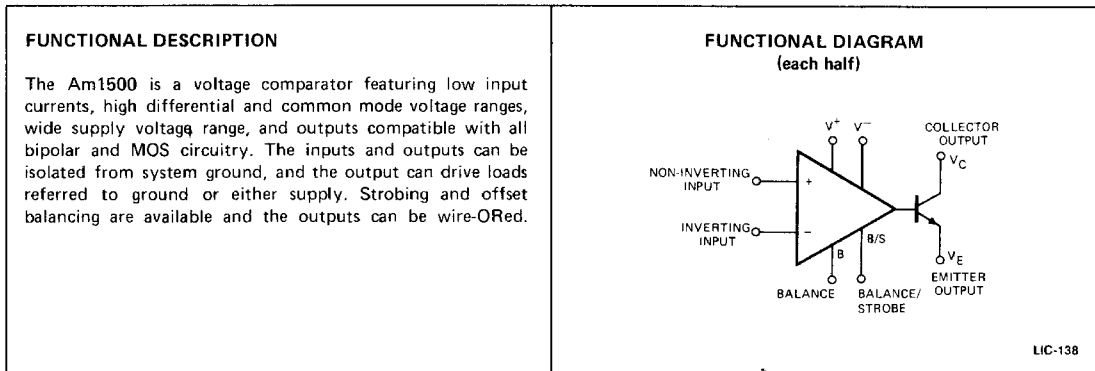 FUNCTIONAL DESCRIPTION
The Am1500 is a voltage comparator featuring low input
currents, high differential and common mode voltage ranges,
wide supply voltage range, and outputs compatible with all
bipolar and MOS circuitry. The inputs and outputs can be
isolated from system ground, and the output can drive loads
referred to ground or either supply. Strobing and offset
balancing are available and the outputs can be wire-ORed.
FUNCTIONAL DIAGRAM
(each half)
V+ V−
COLLECTOR
OUTPUT
VC
NON-INVERTING
INPUT
+
INVERTING
INPUT
−
B
B/S
VE
EMITTER
OUTPUT
BALANCE
BALANCE/
STROBE
LIC-138